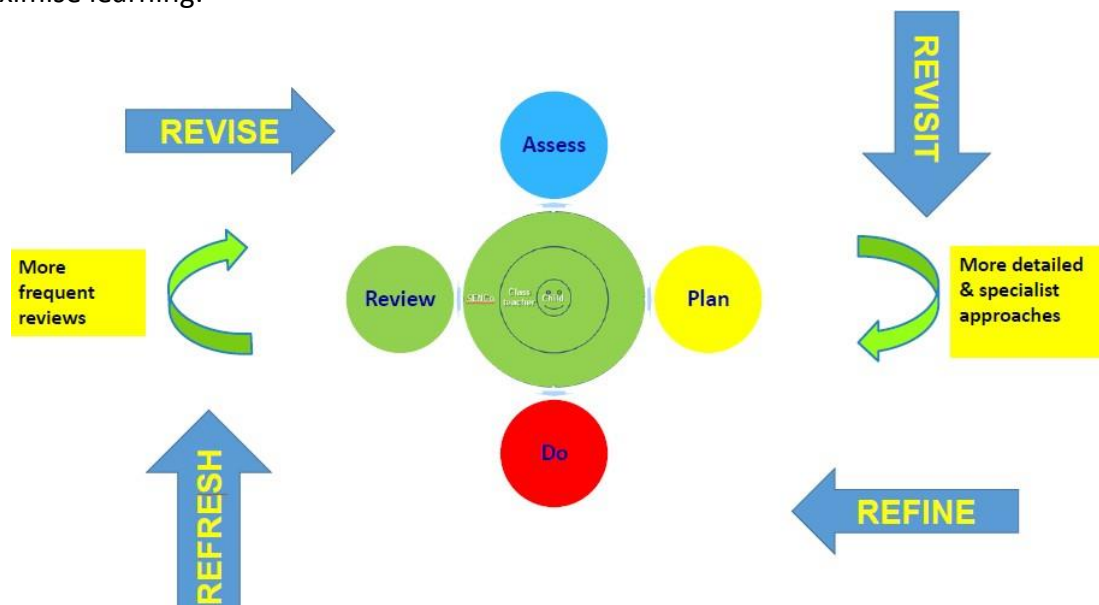 ximise learning.
REVISE
REVISIT
Assess
More
frequent
reviews
Review
SENCo
Class
teacher
Child
Plan
More detailed
& specialist
approaches
Do
REFRESH
REFINE